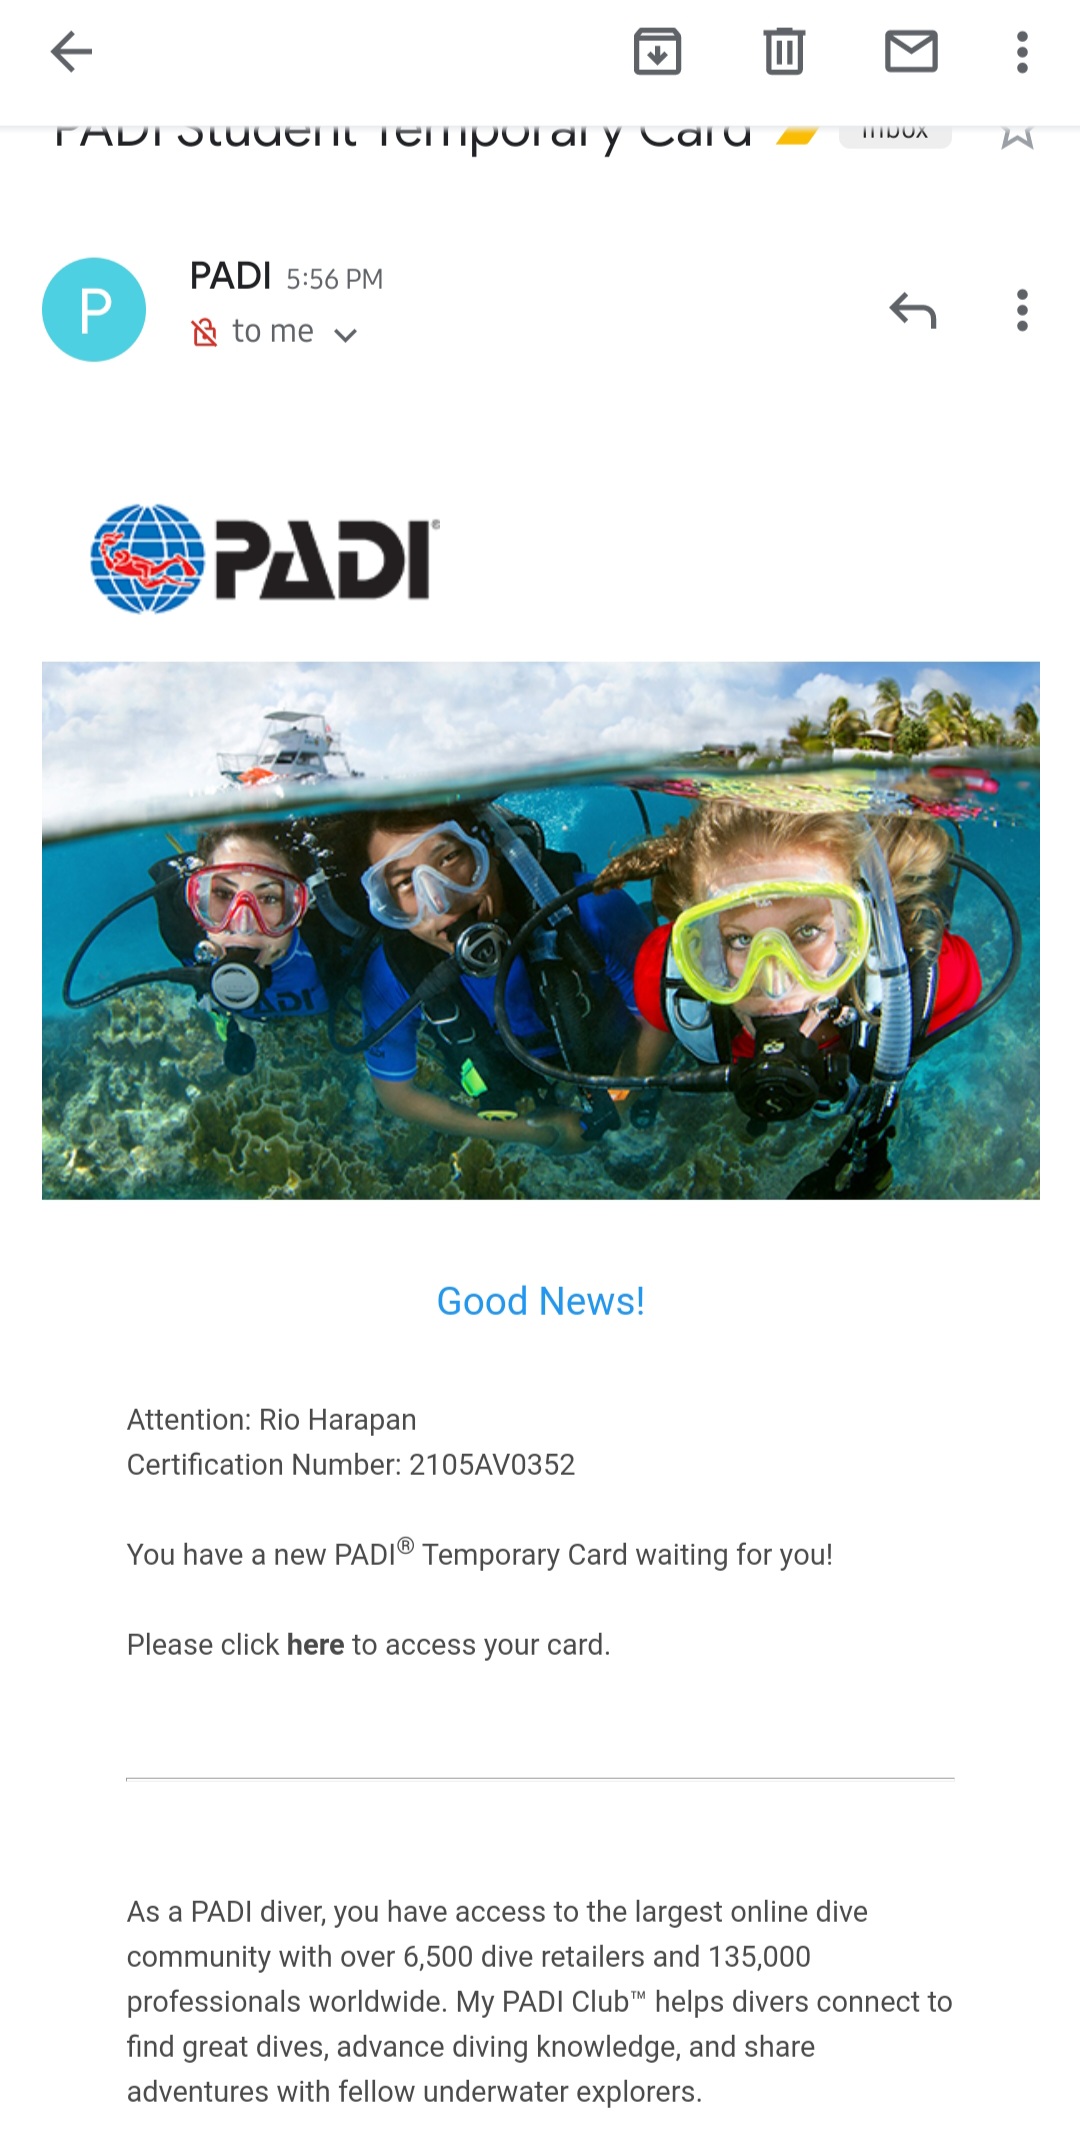 PADI Student Temporary Card Inbox
PADI 5:56 PM
to me
P
PADI®
PADI
Good News!
Attention: Rio Harapan
Certification Number: 2105AV0352
You have a new PADI® Temporary Card waiting for you!
Please click here to access your card.
As a PADI diver, you have access to the largest online dive
community with over 6,500 dive retailers and 135,000
professionals worldwide. My PADI Club™ helps divers connect to
find great dives, advance diving knowledge, and share
adventures with fellow underwater explorers.